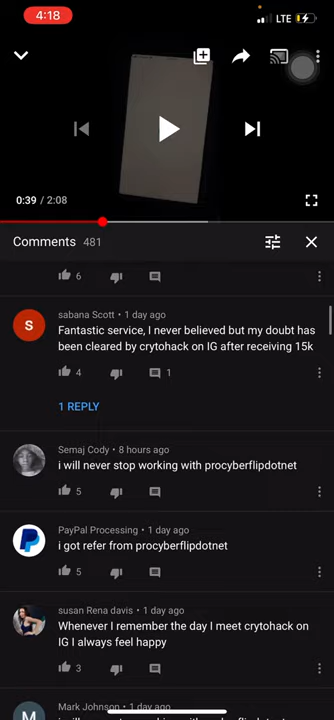 4:18
LTE
0:39 / 2:08
Comments 481
6
S
sabana Scott • 1 day ago
Fantastic service, I never believed but my doubt has
been cleared by crytohack on IG after receiving 15k
4
1
1 REPLY
Semaj Cody • 8 hours ago
i will never stop working with procyberflipdotnet
5
PayPal Processing • 1 day ago
i got refer from procyberflipdotnet
5
susan Rena davis • 1 day ago
Whenever I remember the day I meet crytohack on
IG I always feel happy
3
M
Mark Johnson • 1 day ago